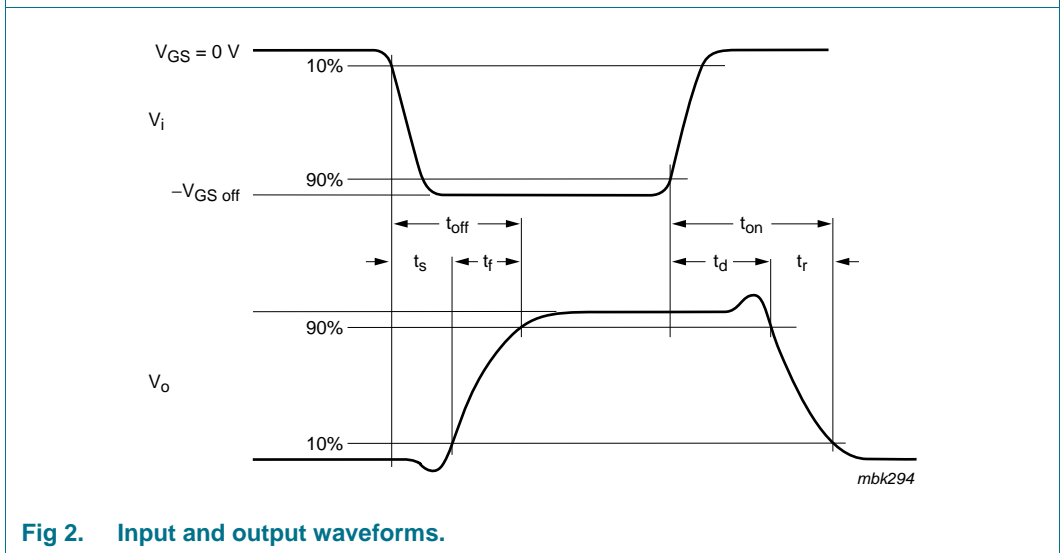 VGS = 0 V
10%
Vi
90%
−VGS off
toff
ton
ts
tf
td
tr
90%
Vo
10%
mbk294
Fig 2. Input and output waveforms.